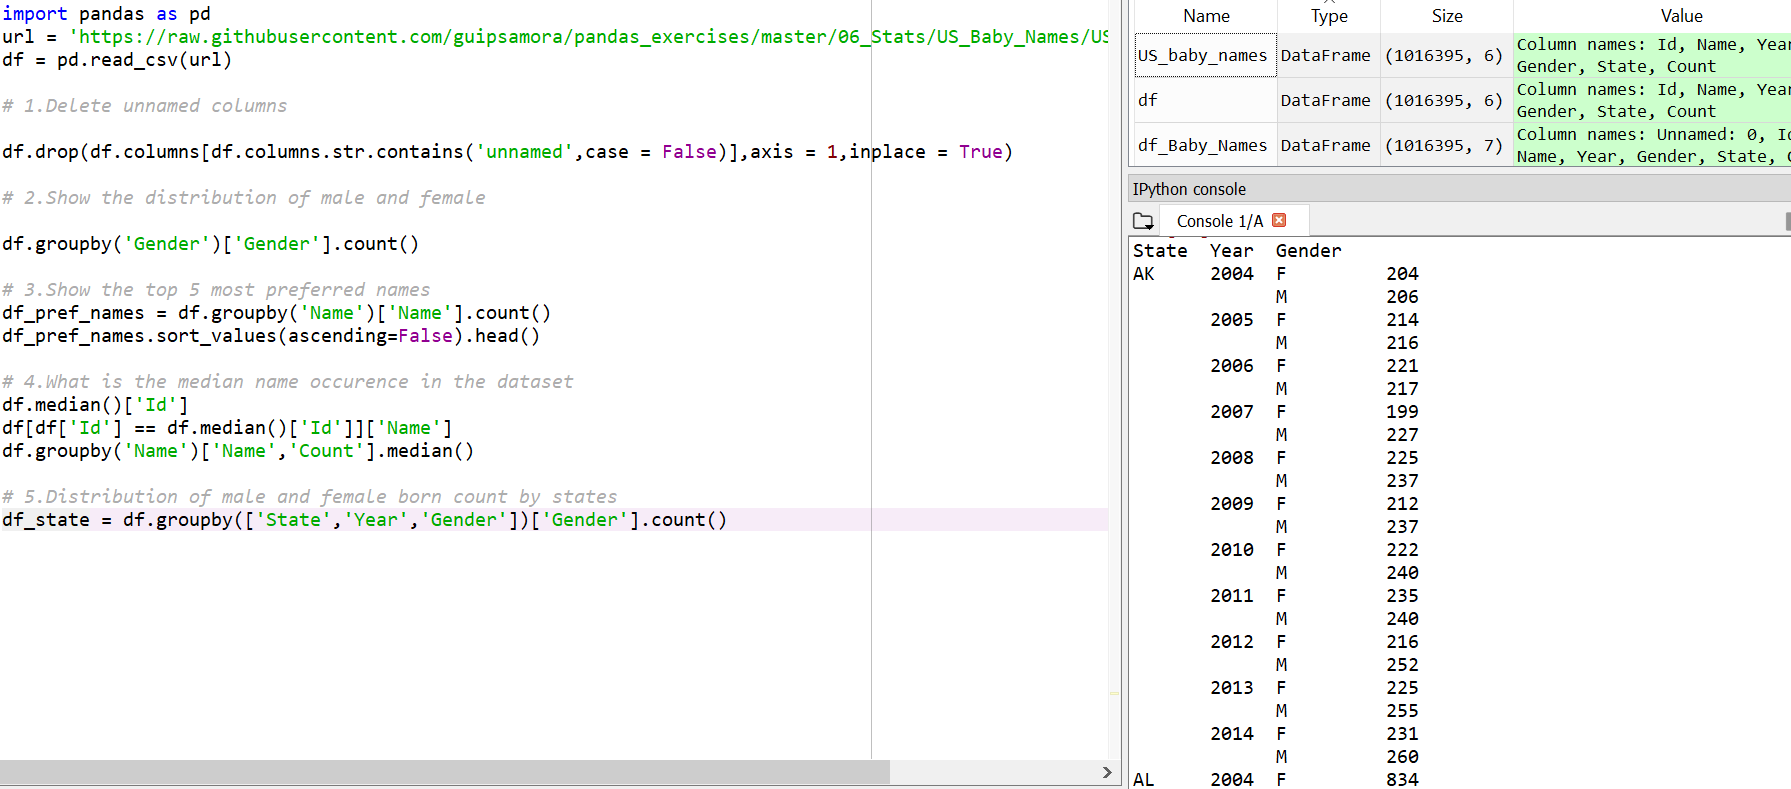 import pandas as pd
url = 'https://raw.githubusercontent.com/guipsamora/pandas_exercises/master/06_Stats/US_Baby_Names/US
df = pd.read_csv(url)
# 1.Delete unnamed columns
df.drop(df.columns[df.columns.str.contains('unnamed',case = False)],axis = 1,inplace = True)
# 2.Show the distribution of male and female
df.groupby('Gender')['Gender'].count()
# 3.Show the top 5 most preferred names
df_pref_names = df.groupby('Name')['Name'].count()
df_pref_names.sort_values(ascending=False).head()
# 4.What is the median name occurence in the dataset
df.median()['Id']
df[df['Id'] == df.median()['Id']]['Name']
df.groupby('Name')['Name','Count'].median()
# 5.Distribution of male and female born count by states
df_state = df.groupby(['State','Year','Gender'])['Gender'].count()
Name Type Size Value
US_baby_names DataFrame (1016395, 6) Column names: Id, Name, Year
Gender, State, Count
df DataFrame (1016395, 6) Column names: Id, Name, Year
Gender, State, Count
df_Baby_Names DataFrame (1016395, 7) Column names: Unnamed: 0, Id
Name, Year, Gender, State, C
IPython console
Console 1/A
State Year Gender
AK 2004 F 204
M 206
2005 F 214
M 216
2006 F 221
M 217
2007 F 199
M 227
2008 F 225
M 237
2009 F 212
M 237
2010 F 222
M 240
2011 F 235
M 240
2012 F 216
M 252
2013 F 225
M 255
2014 F 231
M 260
AL 2004 F 834